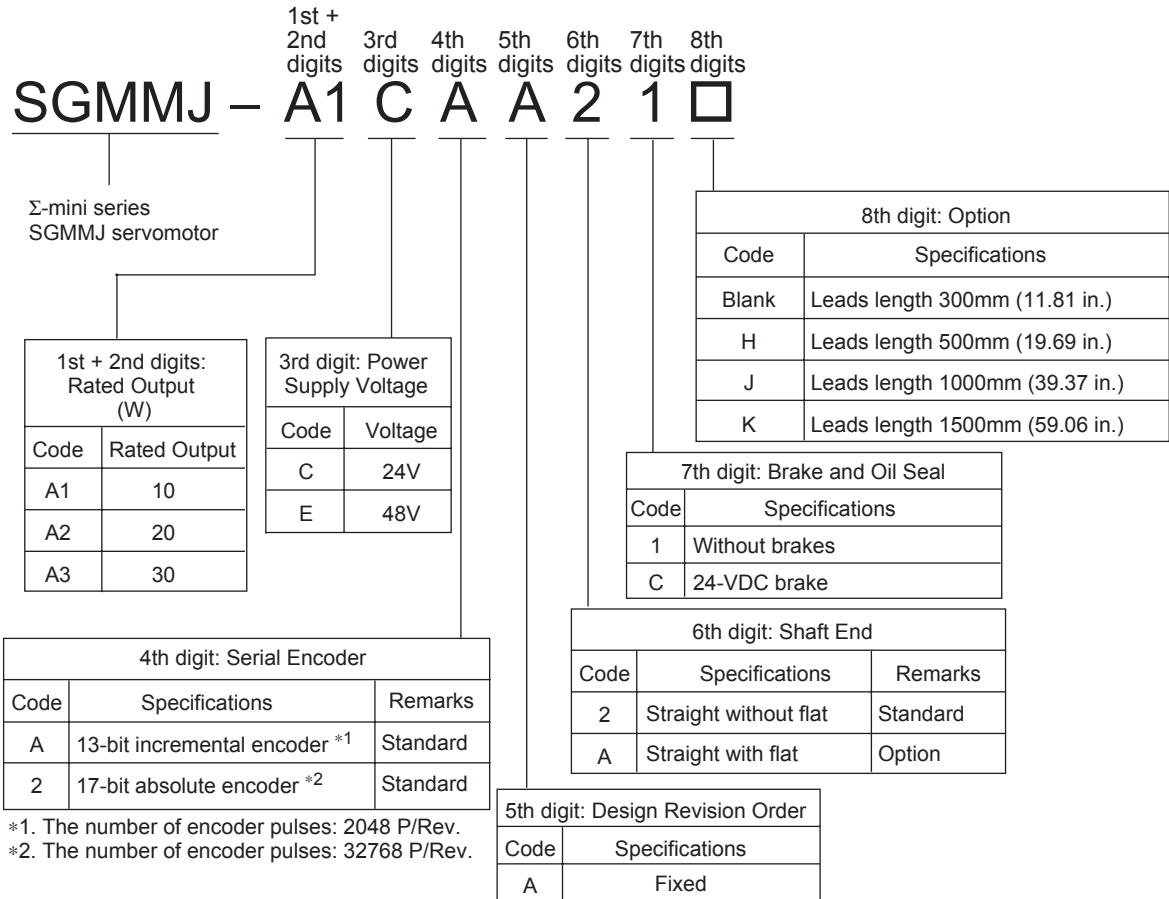 1st +
2nd
digits
3rd
digits
4th
digits
5th
digits
6th
digits
7th
digits
8th
digits
SGMMJ – A1 C A A 2 1 □
Σ-mini series
SGMMJ servomotor
8th digit: Option
Code Specifications
Blank Leads length 300mm (11.81 in.)
H Leads length 500mm (19.69 in.)
J Leads length 1000mm (39.37 in.)
K Leads length 1500mm (59.06 in.)
1st + 2nd digits:
Rated Output
(W)
Code Rated Output
A1 10
A2 20
A3 30
3rd digit: Power
Supply Voltage
Code Voltage
C 24V
E 48V
7th digit: Brake and Oil Seal
Code Specifications
1 Without brakes
C 24-VDC brake
6th digit: Shaft End
Code Specifications Remarks
2 Straight without flat Standard
A Straight with flat Option
4th digit: Serial Encoder
Code Specifications Remarks
A 13-bit incremental encoder *1 Standard
2 17-bit absolute encoder *2 Standard
*1. The number of encoder pulses: 2048 P/Rev.
*2. The number of encoder pulses: 32768 P/Rev.
5th digit: Design Revision Order
Code Specifications
A Fixed